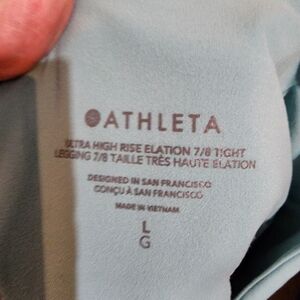 ATHLETA
ULTRA HIGH RISE ELATION 7/8 TIGHT
LEGGING 7/8 TAILLE TRÈS HAUTE ELATION
DESIGNED IN SAN FRANCISCO
CONÇU À SAN FRANCISCO
MADE IN VIETNAM
L
G